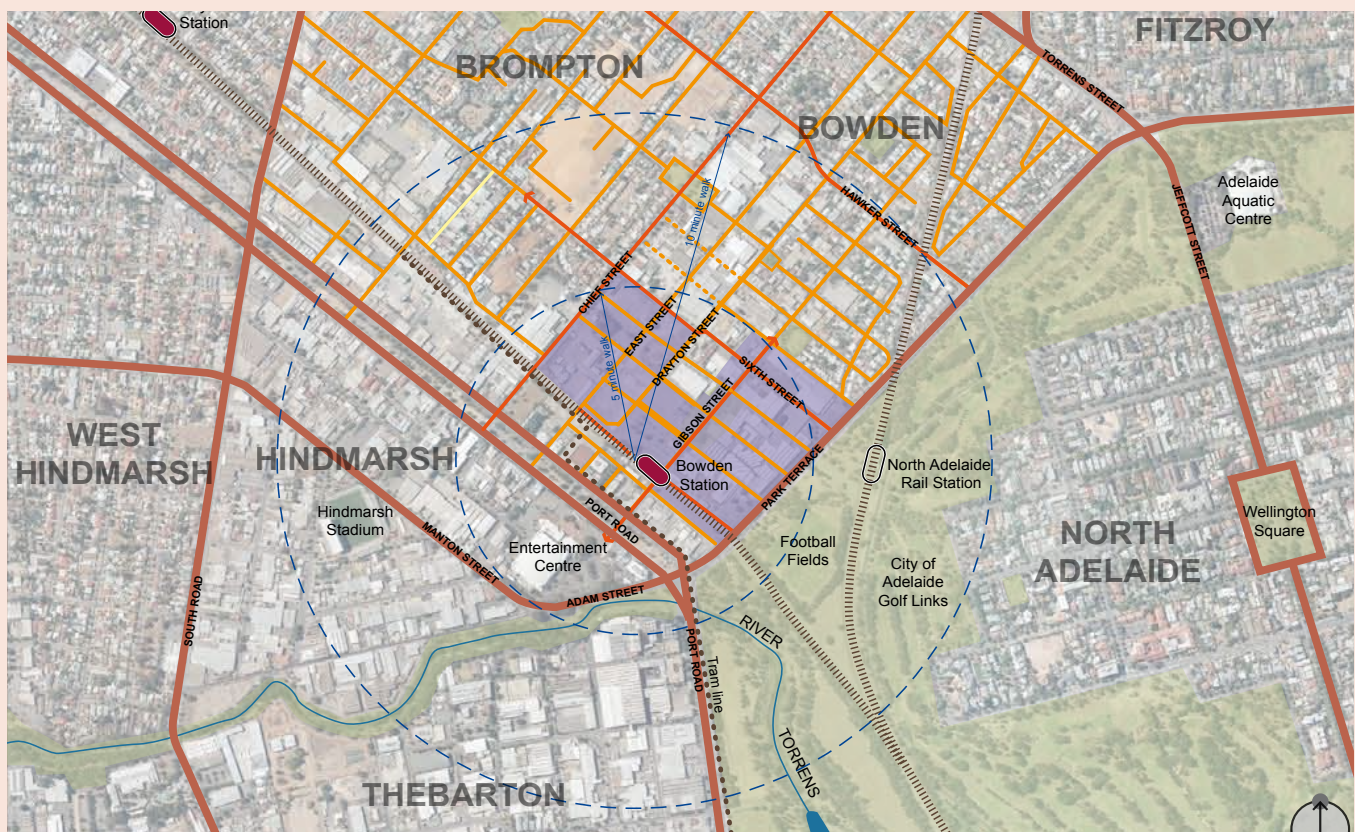 Station
FITZROY
BROMPTON
TORRENS STREET
BOWDEN
Adelaide
Aquatic
Centre
10 minute walk
HAWKER STREET
JEFFCOTT STREET
CHIEF STREET
EAST STREET
DRAYTON STREET
5 minute walk
SIXTH STREET
GIBSON STREET
WEST
HINDMARSH
HINDMARSH
Bowden
Station
PARK TERRACE
North Adelaide
Rail Station
Hindmarsh
Stadium
PORT ROAD
Wellington
Square
MANTON STREET
Entertainment
Centre
Football
Fields
NORTH
ADELAIDE
City of
Adelaide
Golf Links
SOUTH ROAD
ADAM STREET
RIVER
PORT ROAD
Tram line
TORRENS
THEBARTON